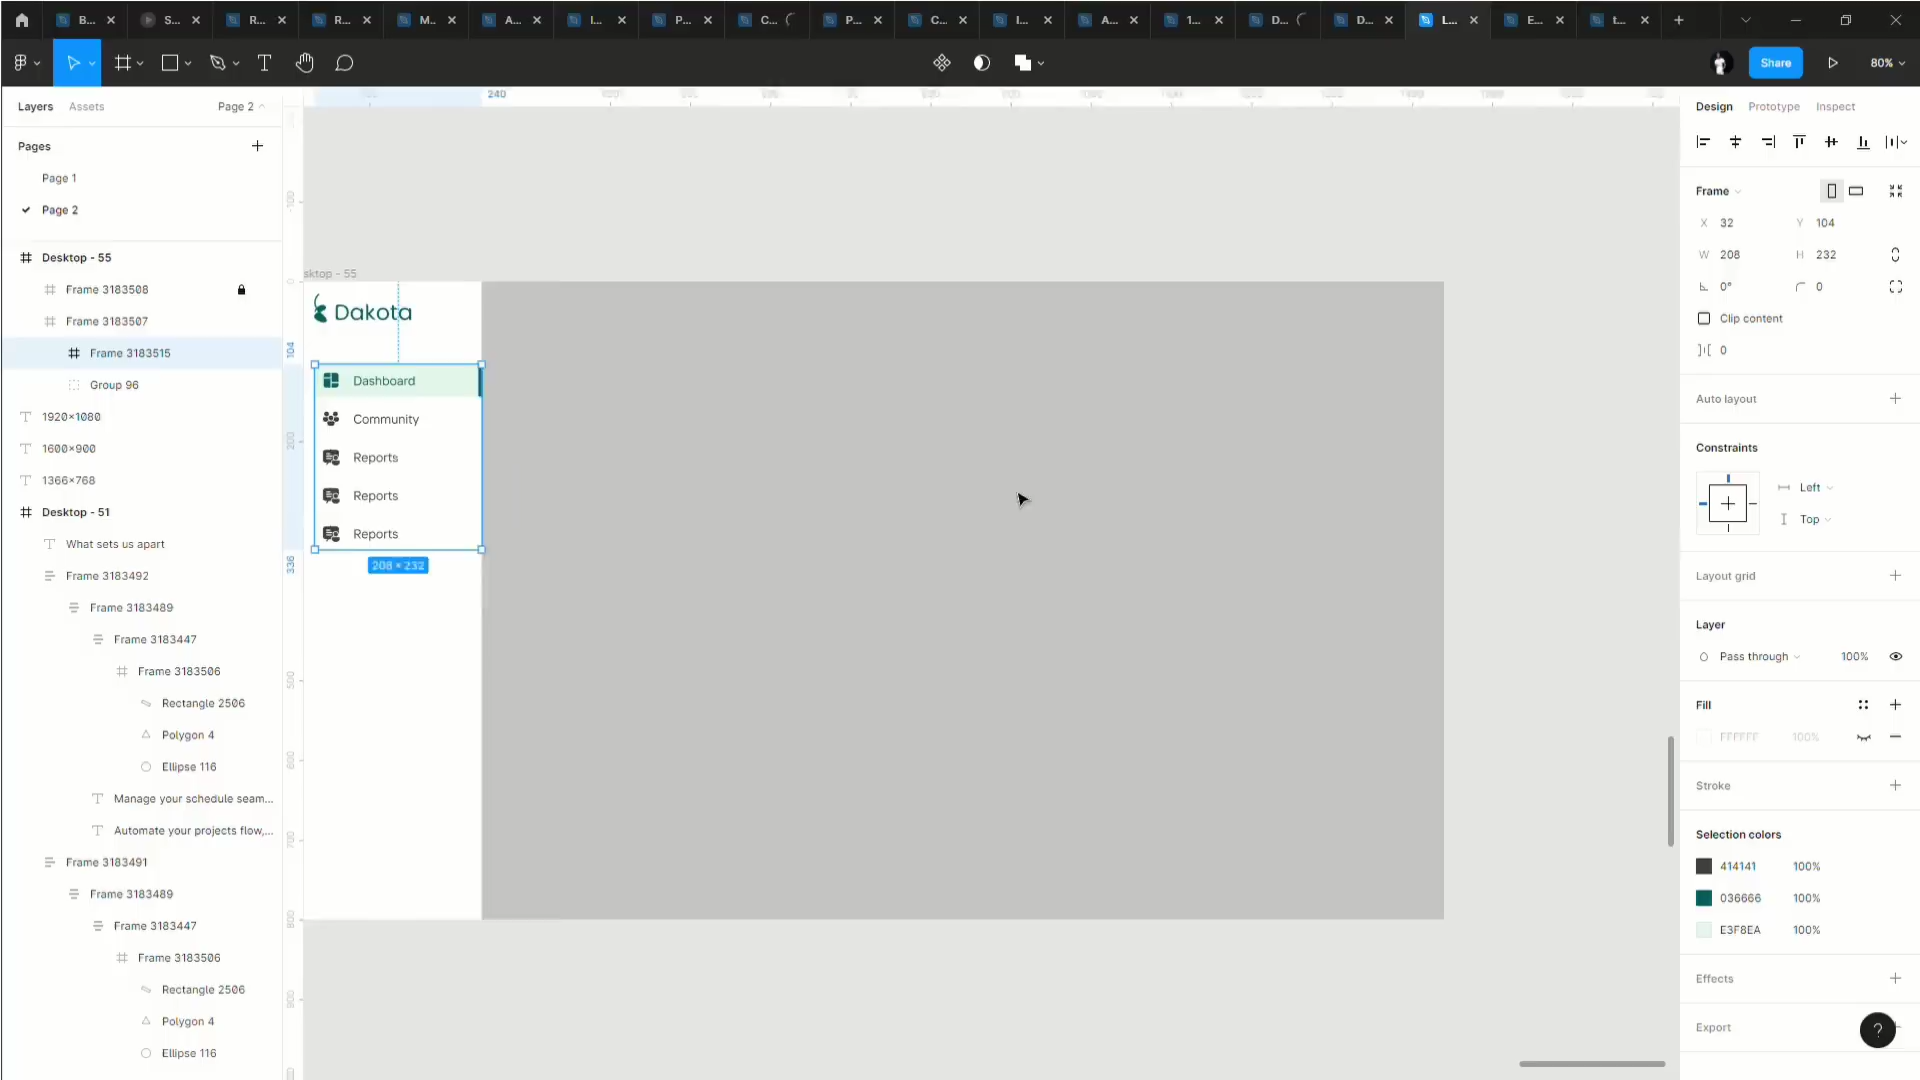 B...
S...
R...
R...
M...
A...
I...
P...
C...
P...
C...
I...
A...
1...
D...
D...
L...
E...
t...
Share
80%
Layers
Assets
Page 2
Pages
Page 1
Page 2
Desktop - 55
Frame 3183508
Frame 3183507
Frame 3183515
Group 96
1920×1080
1600×900
1366×768
Desktop - 51
What sets us apart
Frame 3183492
Frame 3183489
Frame 3183447
Frame 3183506
Rectangle 2506
Polygon 4
Ellipse 116
Manage your schedule seam...
Automate your projects flow,...
Frame 3183491
Frame 3183489
Frame 3183447
Frame 3183506
Rectangle 2506
Polygon 4
Ellipse 116
240
-100
0
104
200
336
500
600
700
800
900
sktop - 55
Dakota
Dashboard
Community
Reports
Reports
Reports
208 × 232
Design
Prototype
Inspect
Frame
X 32
Y 104
W 208
H 232
0°
0
Clip content
0
Auto layout
Constraints
Left
Top
Layout grid
Layer
Pass through
100%
Fill
FFFFFF
100%
Stroke
Selection colors
414141
100%
036666
100%
E3F8EA
100%
Effects
Export
?